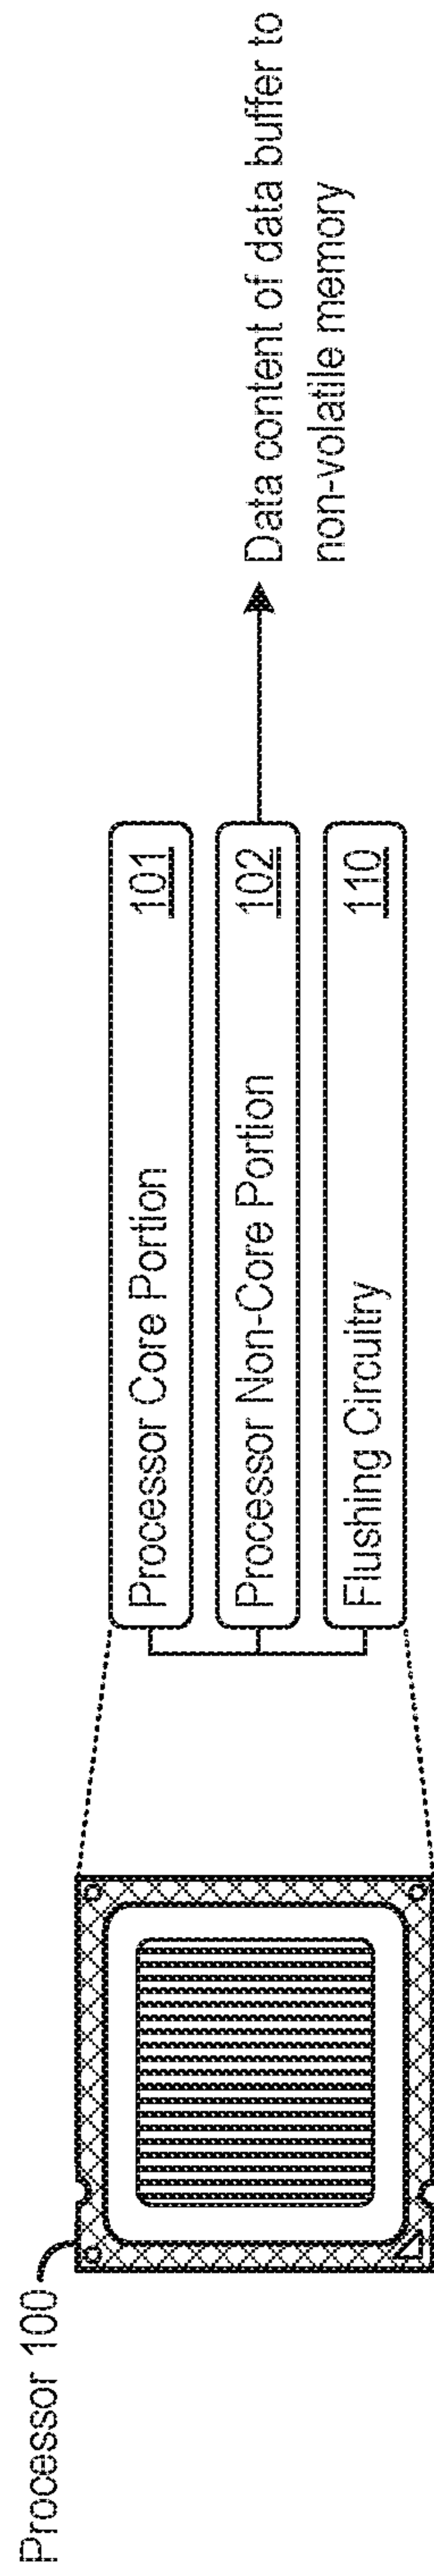 Processor 100
Processor Core Portion 101
Processor Non-Core Portion 102
Flushing Circuitry 110
Data content of data buffer to
non-volatile memory